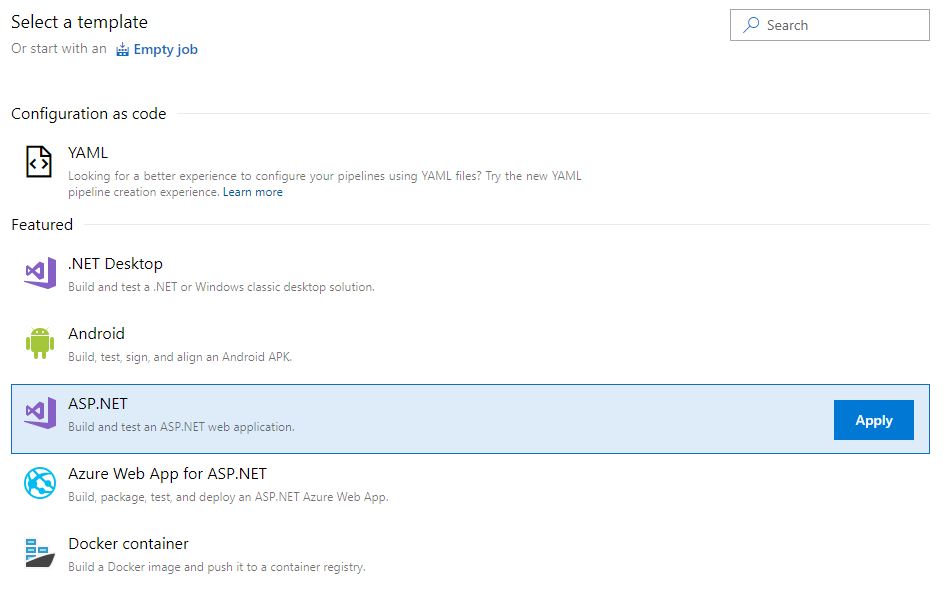 Select a template
Search
Or start with an Empty job
Configuration as code
YAML
Looking for a better experience to configure your pipelines using YAML files? Try the new YAML
pipeline creation experience. Learn more
Featured
.NET Desktop
Build and test a .NET or Windows classic desktop solution.
Android
Build, test, sign, and align an Android APK.
ASP.NET
Build and test an ASP.NET web application.
Apply
Azure Web App for ASP.NET
Build, package, test, and deploy an ASP.NET Azure Web App.
Docker container
Build a Docker image and push it to a container registry.